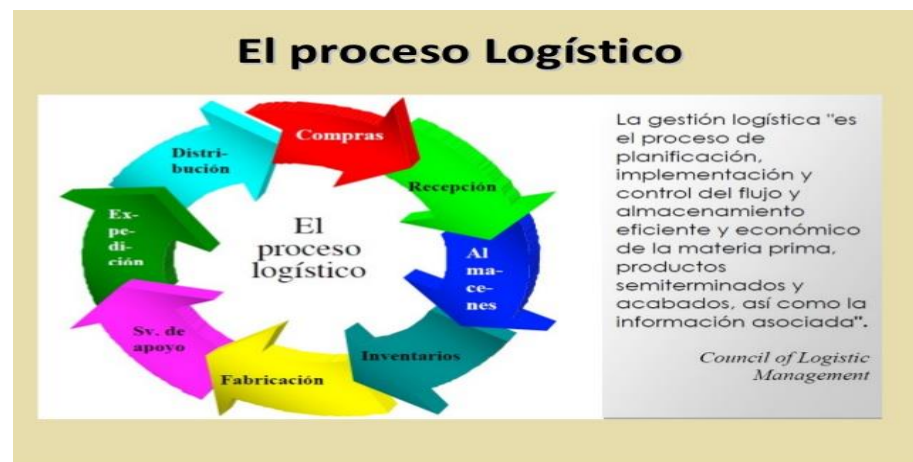 El proceso Logístico
Compras
Recepción
Al
ma-
ce-
nes
Inventarios
Fabricación
Sv. de
apoyo
Ex-
pe-
di-
ción
Distri-
bución
El
proceso
logístico
La gestión logística "es
el proceso de
planificación,
implementación y
control del flujo y
almacenamiento
eficiente y económico
de la materia prima,
productos
semiterminados y
acabados, así como la
información asociada".
Council of Logistic
Management